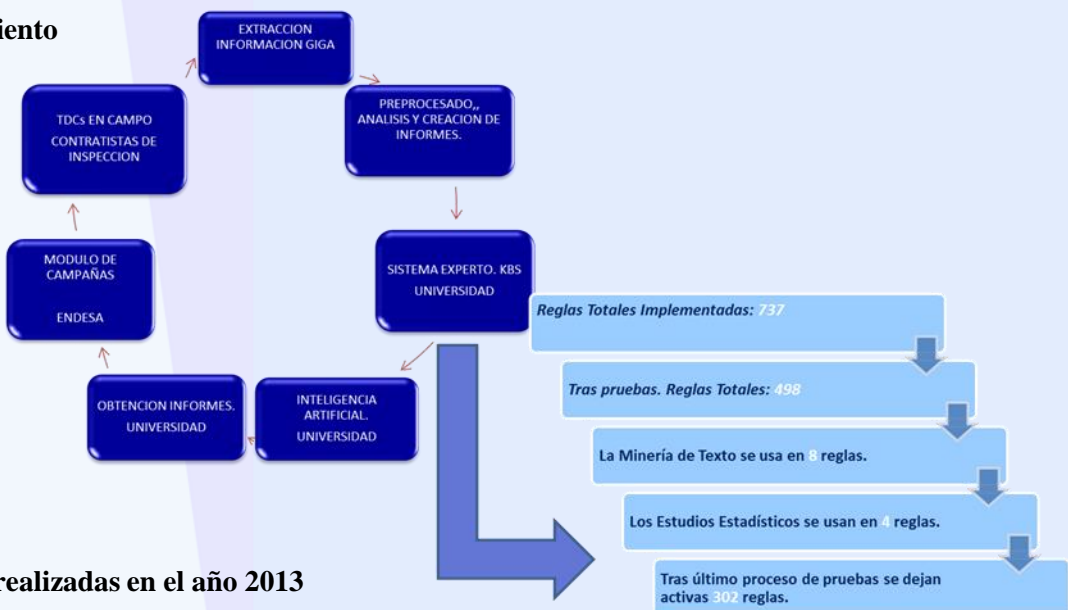 iento
EXTRACCION
INFORMACION GIGA
PREPROCESADO,,
ANALISIS Y CREACION DE
INFORMES.
SISTEMA EXPERTO. KBS
UNIVERSIDAD
INTELIGENCIA
ARTIFICIAL.
UNIVERSIDAD
OBTENCION INFORMES.
UNIVERSIDAD
MODULO DE
CAMPAÑAS
ENDESA
TDCs EN CAMPO
CONTRATISTAS DE
INSPECCION
Reglas Totales Implementadas: 737
Tras pruebas. Reglas Totales: 498
La Minería de Texto se usa en 8 reglas.
Los Estudios Estadísticos se usan en 4 reglas.
Tras último proceso de pruebas se dejan
activas 302 reglas.
realizadas en el año 2013